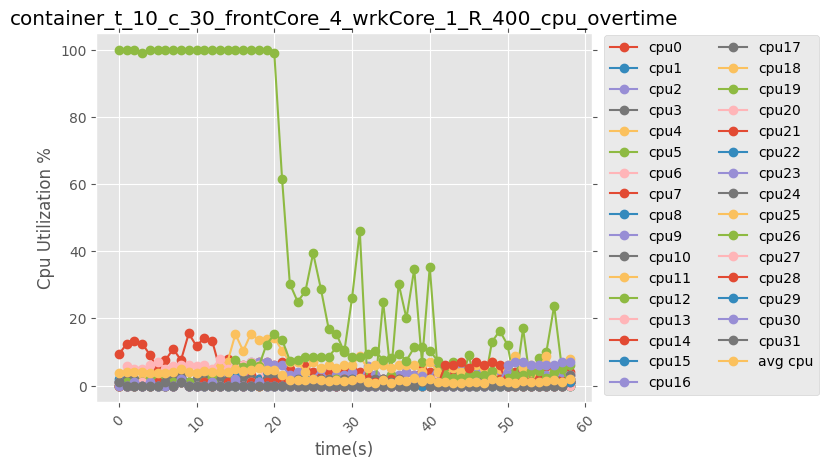 container_t_10_c_30_frontCore_4_wrkCore_1_R_400_cpu_overtime
100
80
60
40
20
0
Cpu Utilization %
0
10
20
30
40
50
60
time(s)
cpu0
cpu1
cpu2
cpu3
cpu4
cpu5
cpu6
cpu7
cpu8
cpu9
cpu10
cpu11
cpu12
cpu13
cpu14
cpu15
cpu16
cpu17
cpu18
cpu19
cpu20
cpu21
cpu22
cpu23
cpu24
cpu25
cpu26
cpu27
cpu28
cpu29
cpu30
cpu31
avg cpu